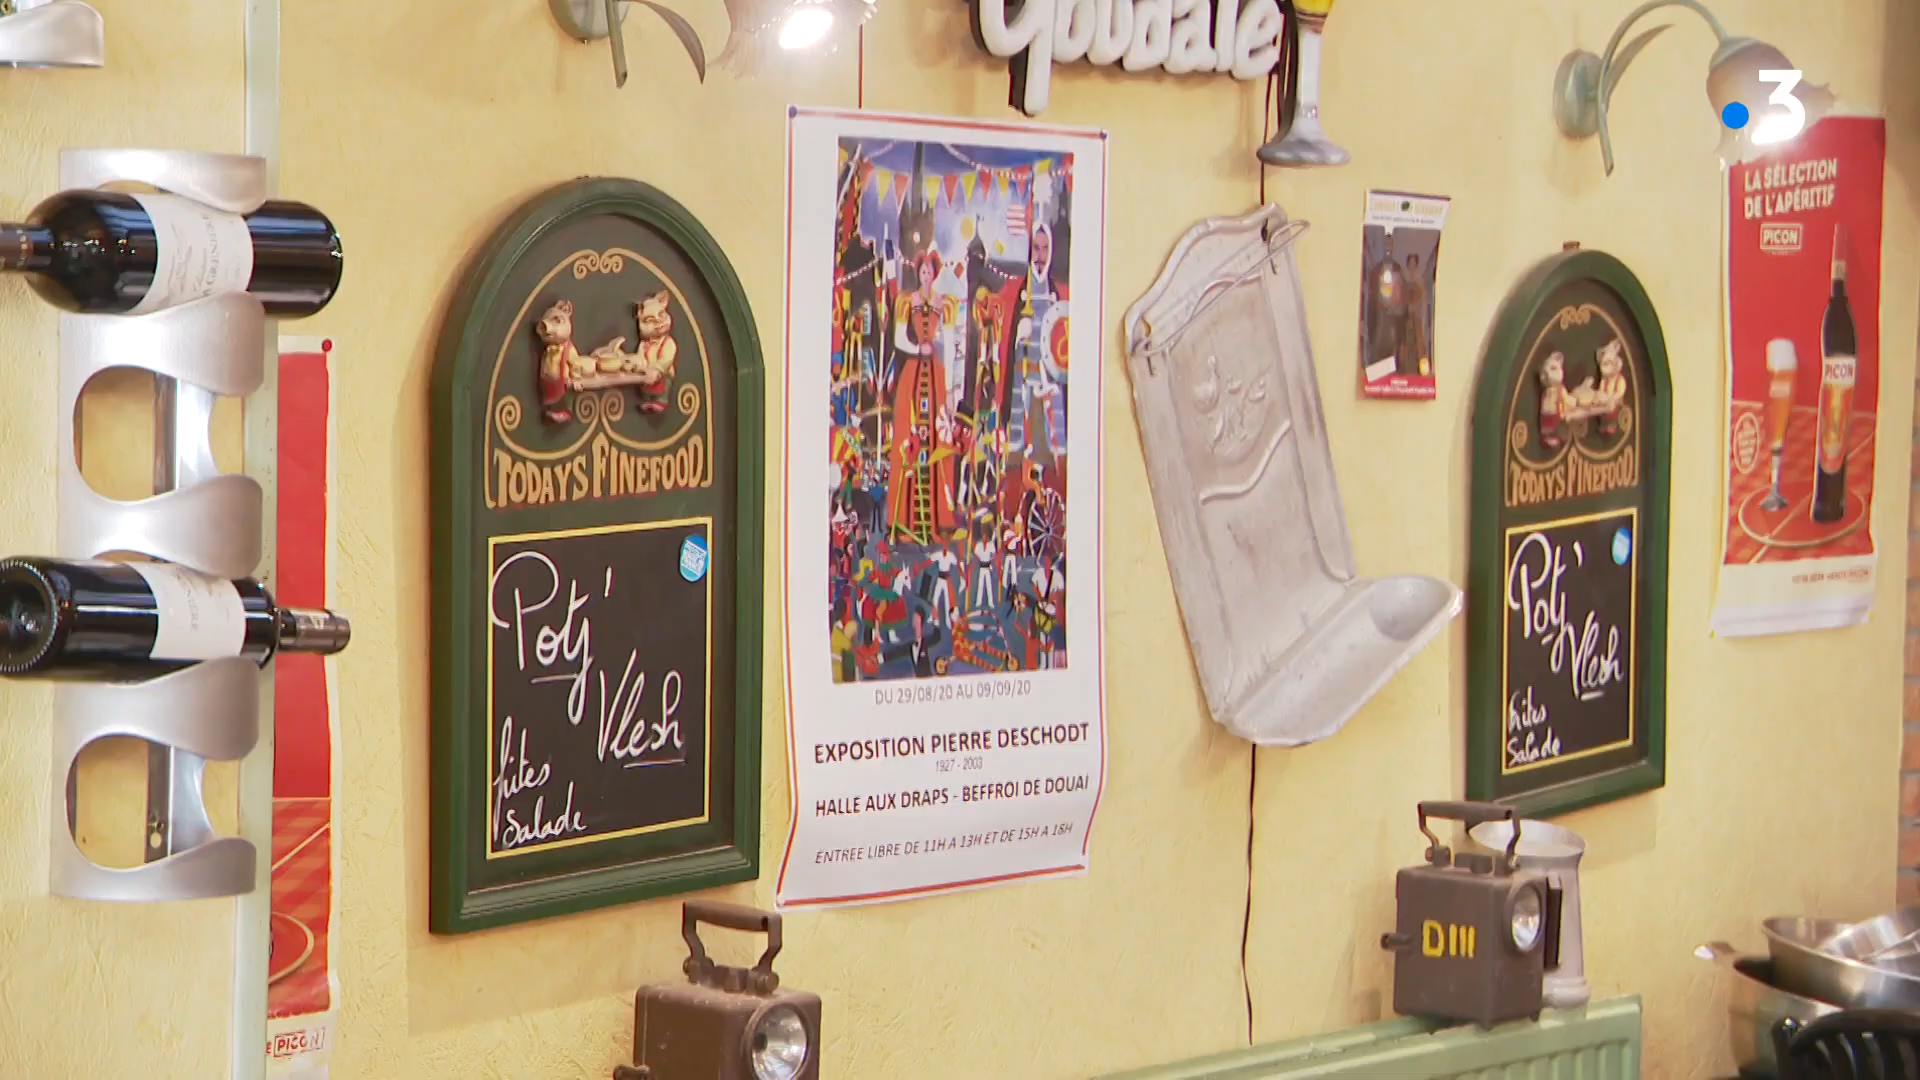 Goudale
3
LA SÉLECTION
DE L'APÉRITIF
PICON
PICON
TODAYS FINEFOOD
Potj'
Vlesh
frites
Salade
DU 29/08/20 AU 09/09/20
EXPOSITION PIERRE DESCHODT
1927 - 2003
HALLE AUX DRAPS - BEFFROI DE DOUAI
ENTREE LIBRE DE 11H A 13H ET DE 15H A 18H
TODAYS FINEFOOD
Potj'
Vlesh
frites
Salade
D III
PICON